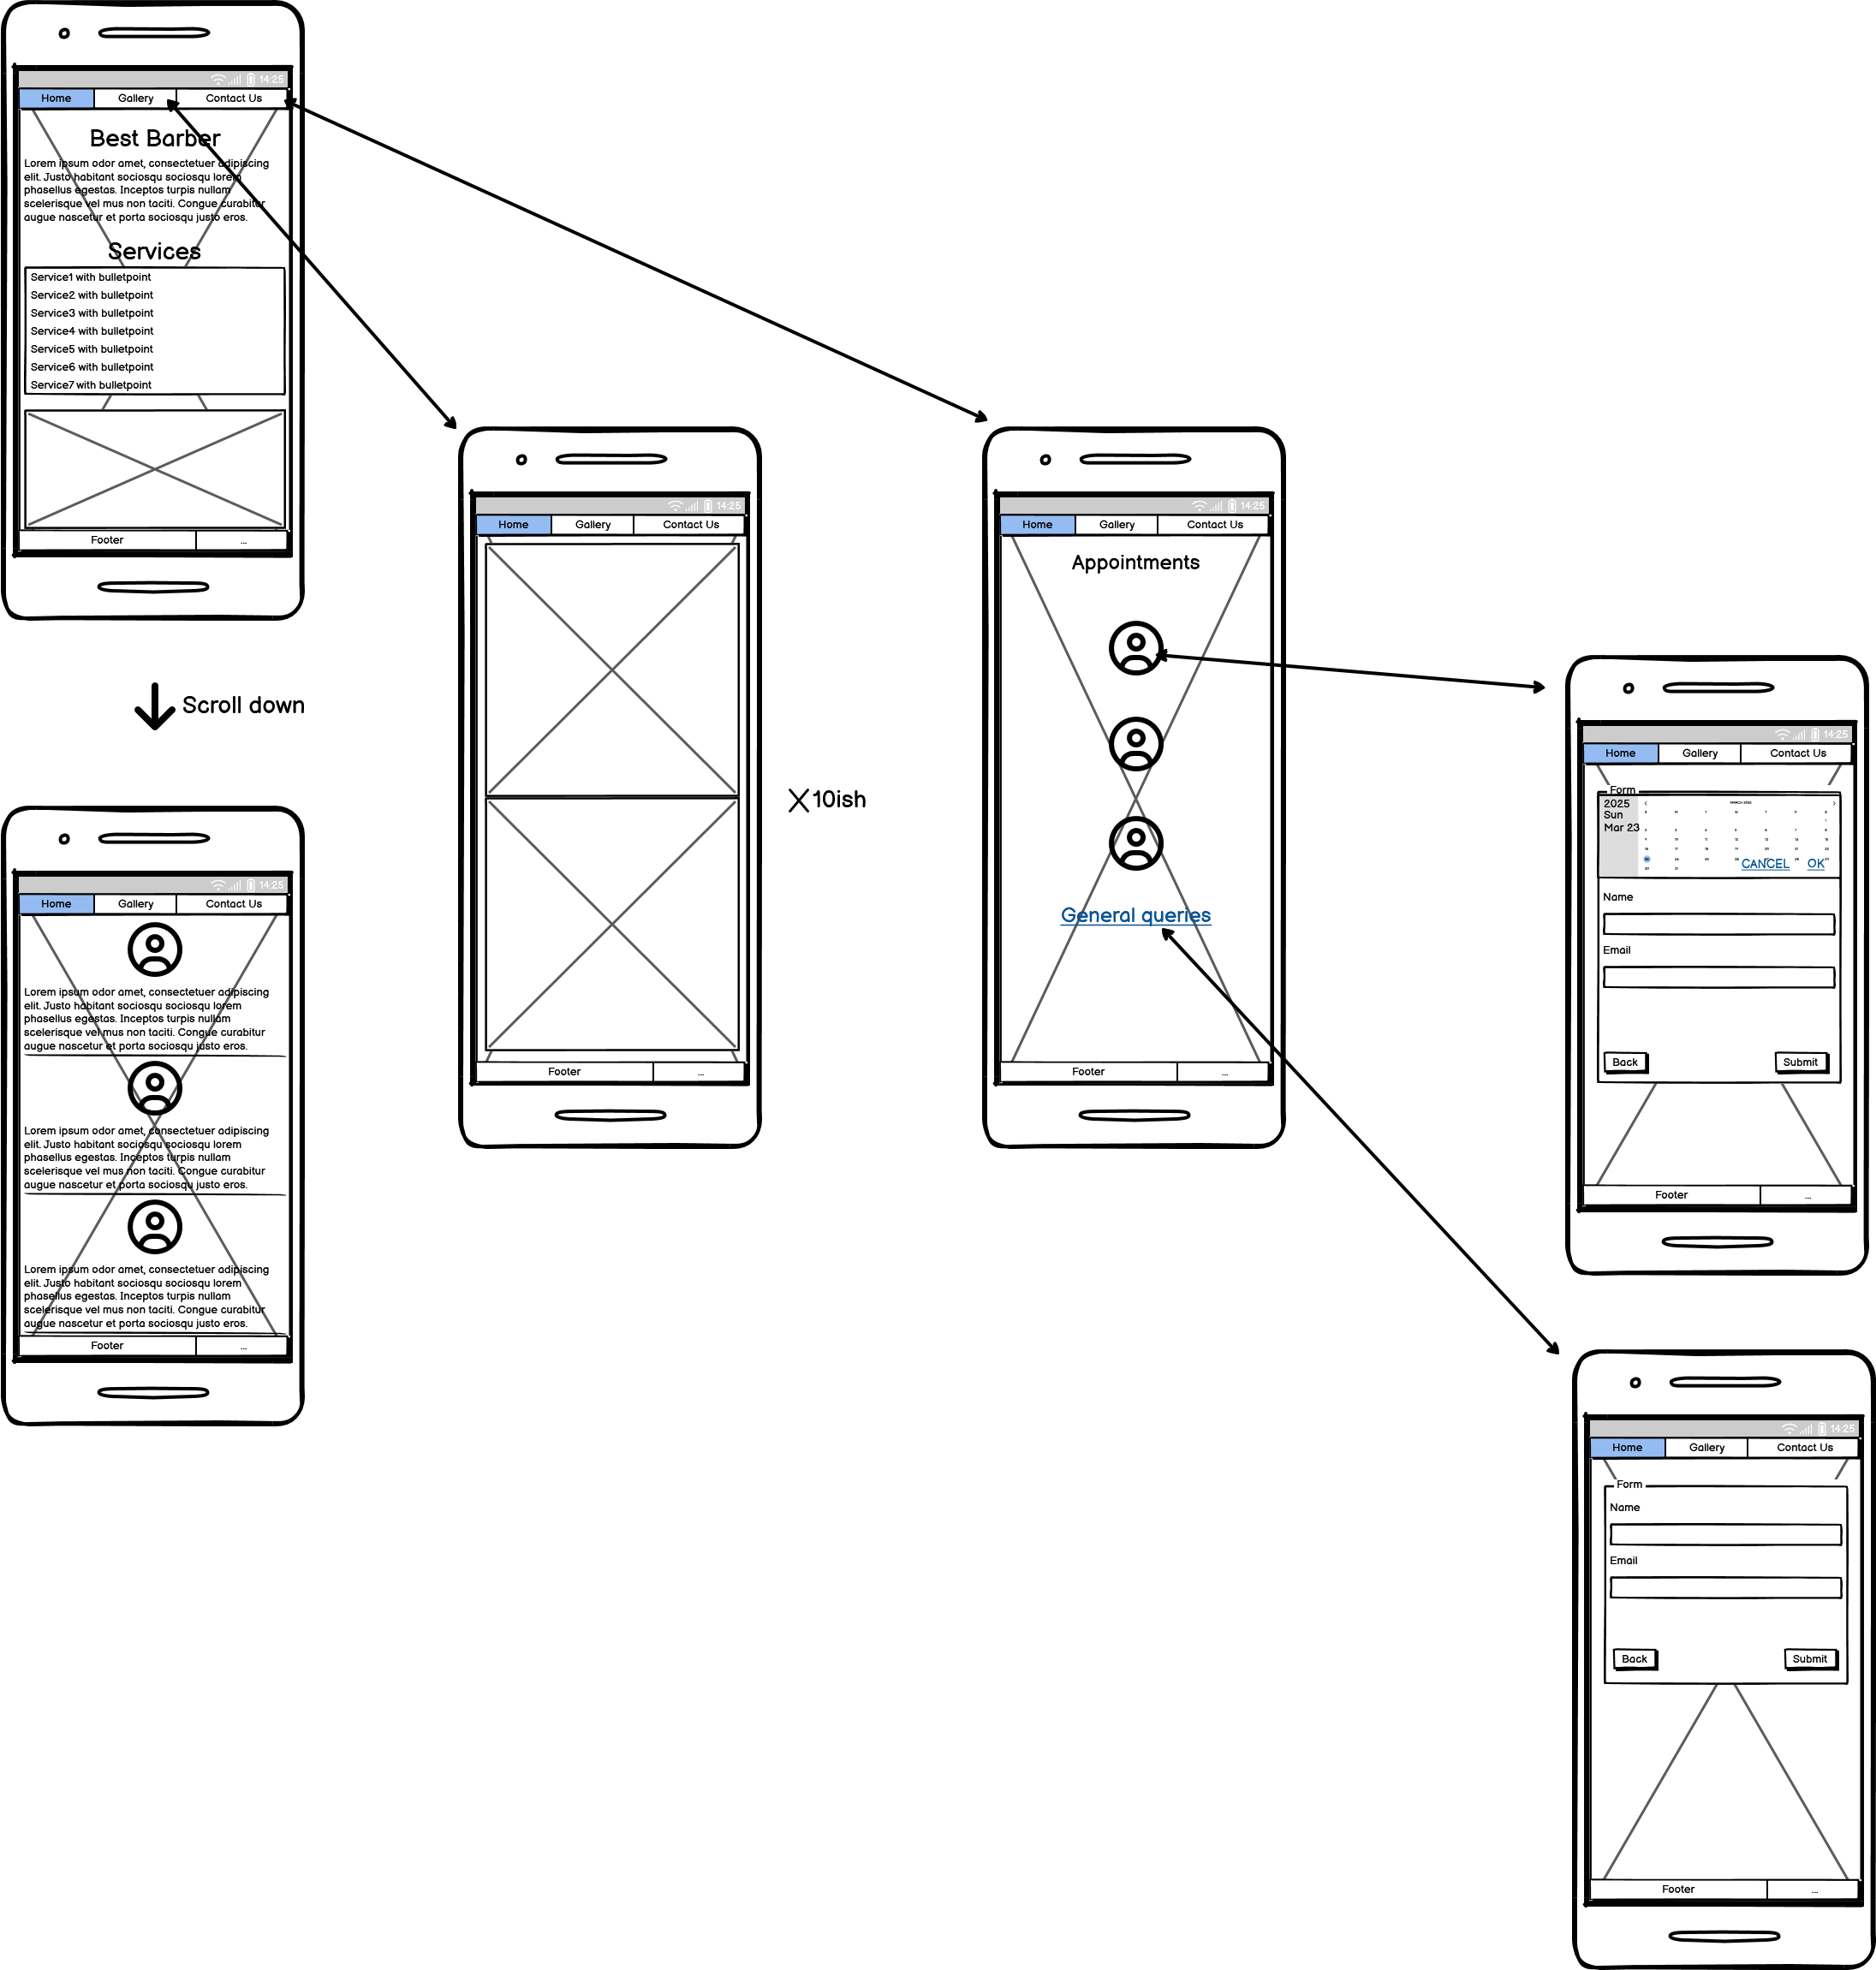 14:25
Home Gallery Contact Us
Best Barber
Lorem ipsum odor amet, consectetuer adipiscing
elit. Justo habitant sociosqu sociosqu lorem
phasellus egestas. Inceptos turpis nullam
scelerisque vel mus non taciti. Congue curabitur
augue nascetur et porta sociosqu justo eros.
Services
Service1 with bulletpoint
Service2 with bulletpoint
Service3 with bulletpoint
Service4 with bulletpoint
Service5 with bulletpoint
Service6 with bulletpoint
Service7 with bulletpoint
Footer ...
Scroll down
14:25
Home Gallery Contact Us
Lorem ipsum odor amet, consectetuer adipiscing
elit. Justo habitant sociosqu sociosqu lorem
phasellus egestas. Inceptos turpis nullam
scelerisque vel mus non taciti. Congue curabitur
augue nascetur et porta sociosqu justo eros.
Lorem ipsum odor amet, consectetuer adipiscing
elit. Justo habitant sociosqu sociosqu lorem
phasellus egestas. Inceptos turpis nullam
scelerisque vel mus non taciti. Congue curabitur
augue nascetur et porta sociosqu justo eros.
Lorem ipsum odor amet, consectetuer adipiscing
elit. Justo habitant sociosqu sociosqu lorem
phasellus egestas. Inceptos turpis nullam
scelerisque vel mus non taciti. Congue curabitur
augue nascetur et porta sociosqu justo eros.
Footer ...
14:25
Home Gallery Contact Us
Footer ...
X10ish
14:25
Home Gallery Contact Us
Appointments
General queries
Footer ...
14:25
Home Gallery Contact Us
Form
2025
Sun
Mar 23
MARCH 2025
CANCEL OK
Name
Email
Back Submit
Footer ...
14:25
Home Gallery Contact Us
Form
Name
Email
Back Submit
Footer ...